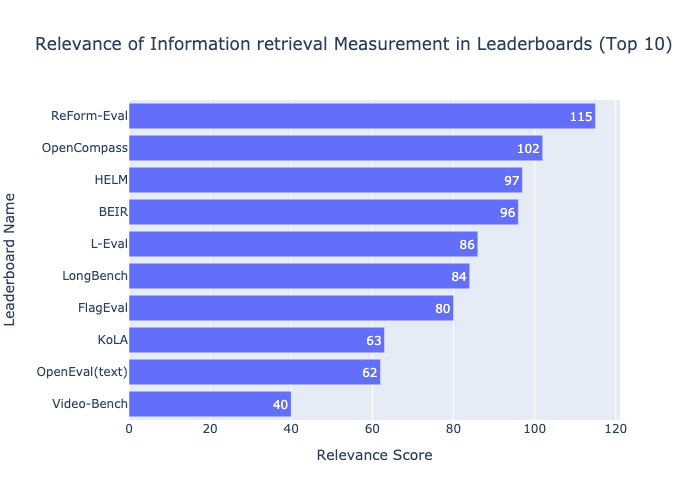 Relevance of Information retrieval Measurement in Leaderboards (Top 10)
Leaderboard Name
ReForm-Eval 115
OpenCompass 102
HELM 97
BEIR 96
L-Eval 86
LongBench 84
FlagEval 80
KoLA 63
OpenEval(text) 62
Video-Bench 40
0 20 40 60 80 100 120
Relevance Score